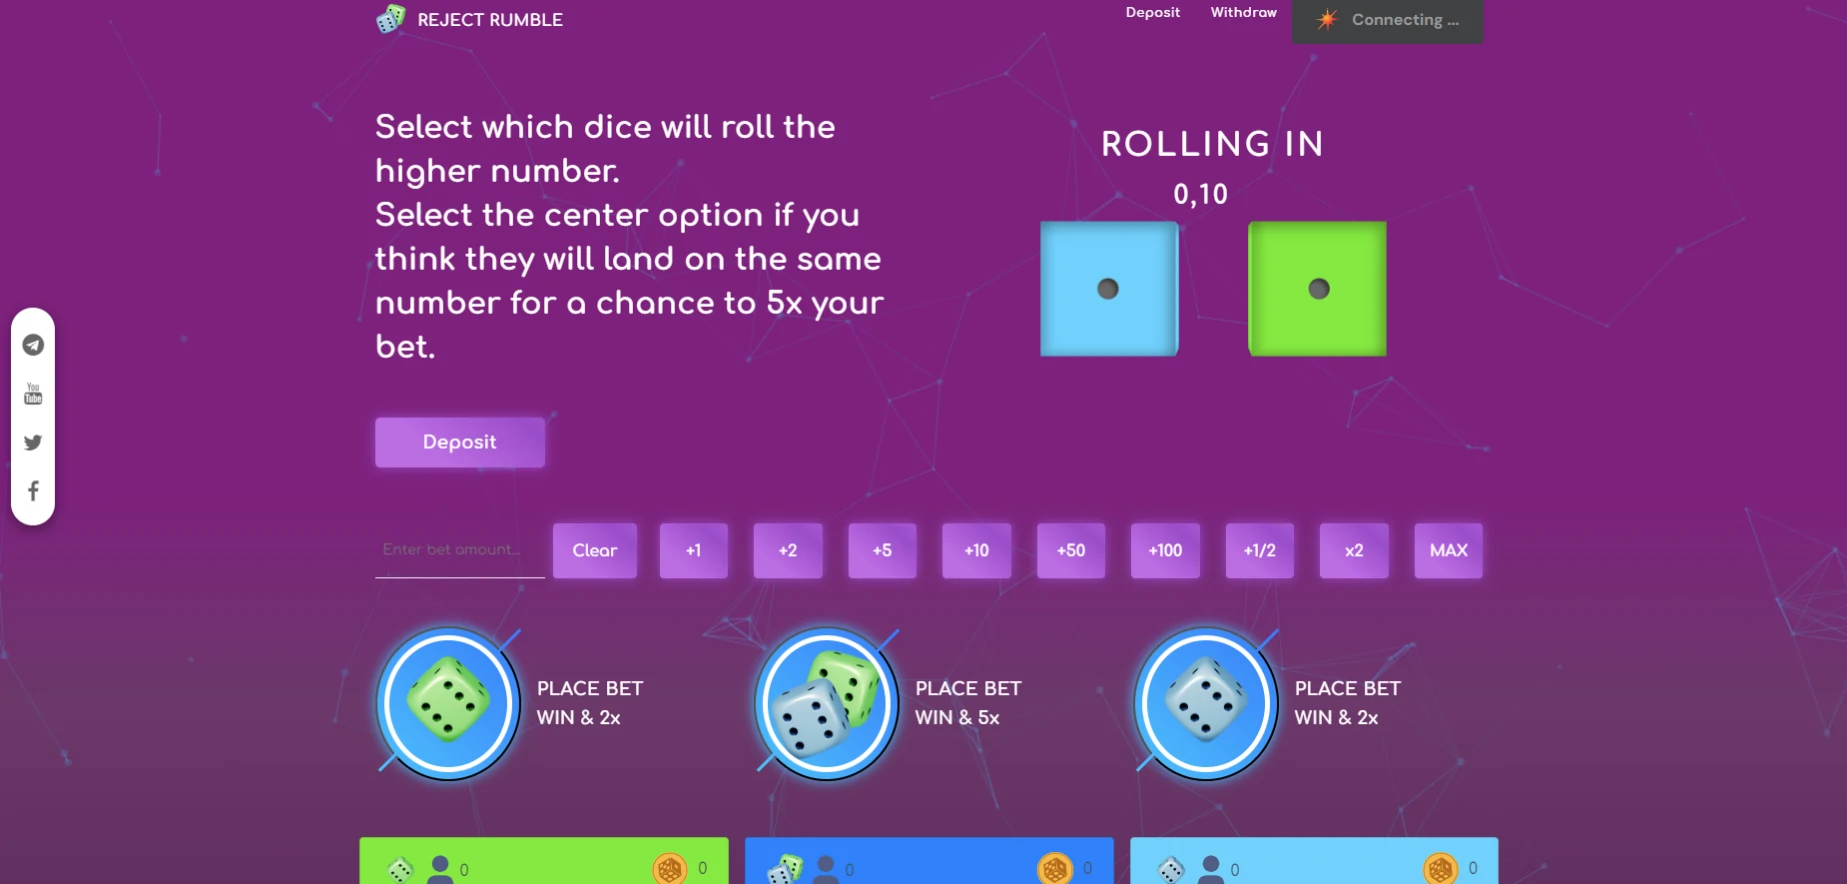 REJECT RUMBLE
Deposit
Withdraw
Connecting ...
Select which dice will roll the
higher number.
Select the center option if you
think they will land on the same
number for a chance to 5x your
bet.
ROLLING IN
0,10
You
Tube
Deposit
Enter bet amount...
Clear
+1
+2
+5
+10
+50
+100
+1/2
x2
MAX
PLACE BET
WIN & 2x
PLACE BET
WIN & 5x
PLACE BET
WIN & 2x
0
0
0
0
0
0